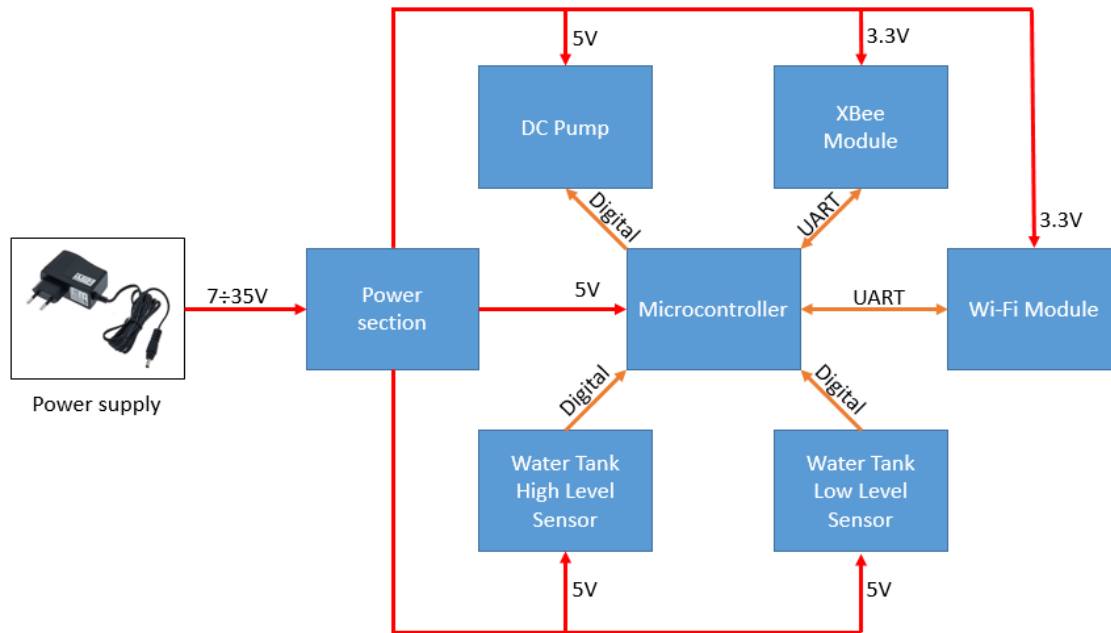 5V
3.3V
DC Pump
XBee
Module
Digital
UART
3.3V
7÷35V
Power
section
5V
Microcontroller
UART
Wi-Fi Module
Power supply
Digital
Digital
Water Tank
High Level
Sensor
Water Tank
Low Level
Sensor
5V
5V